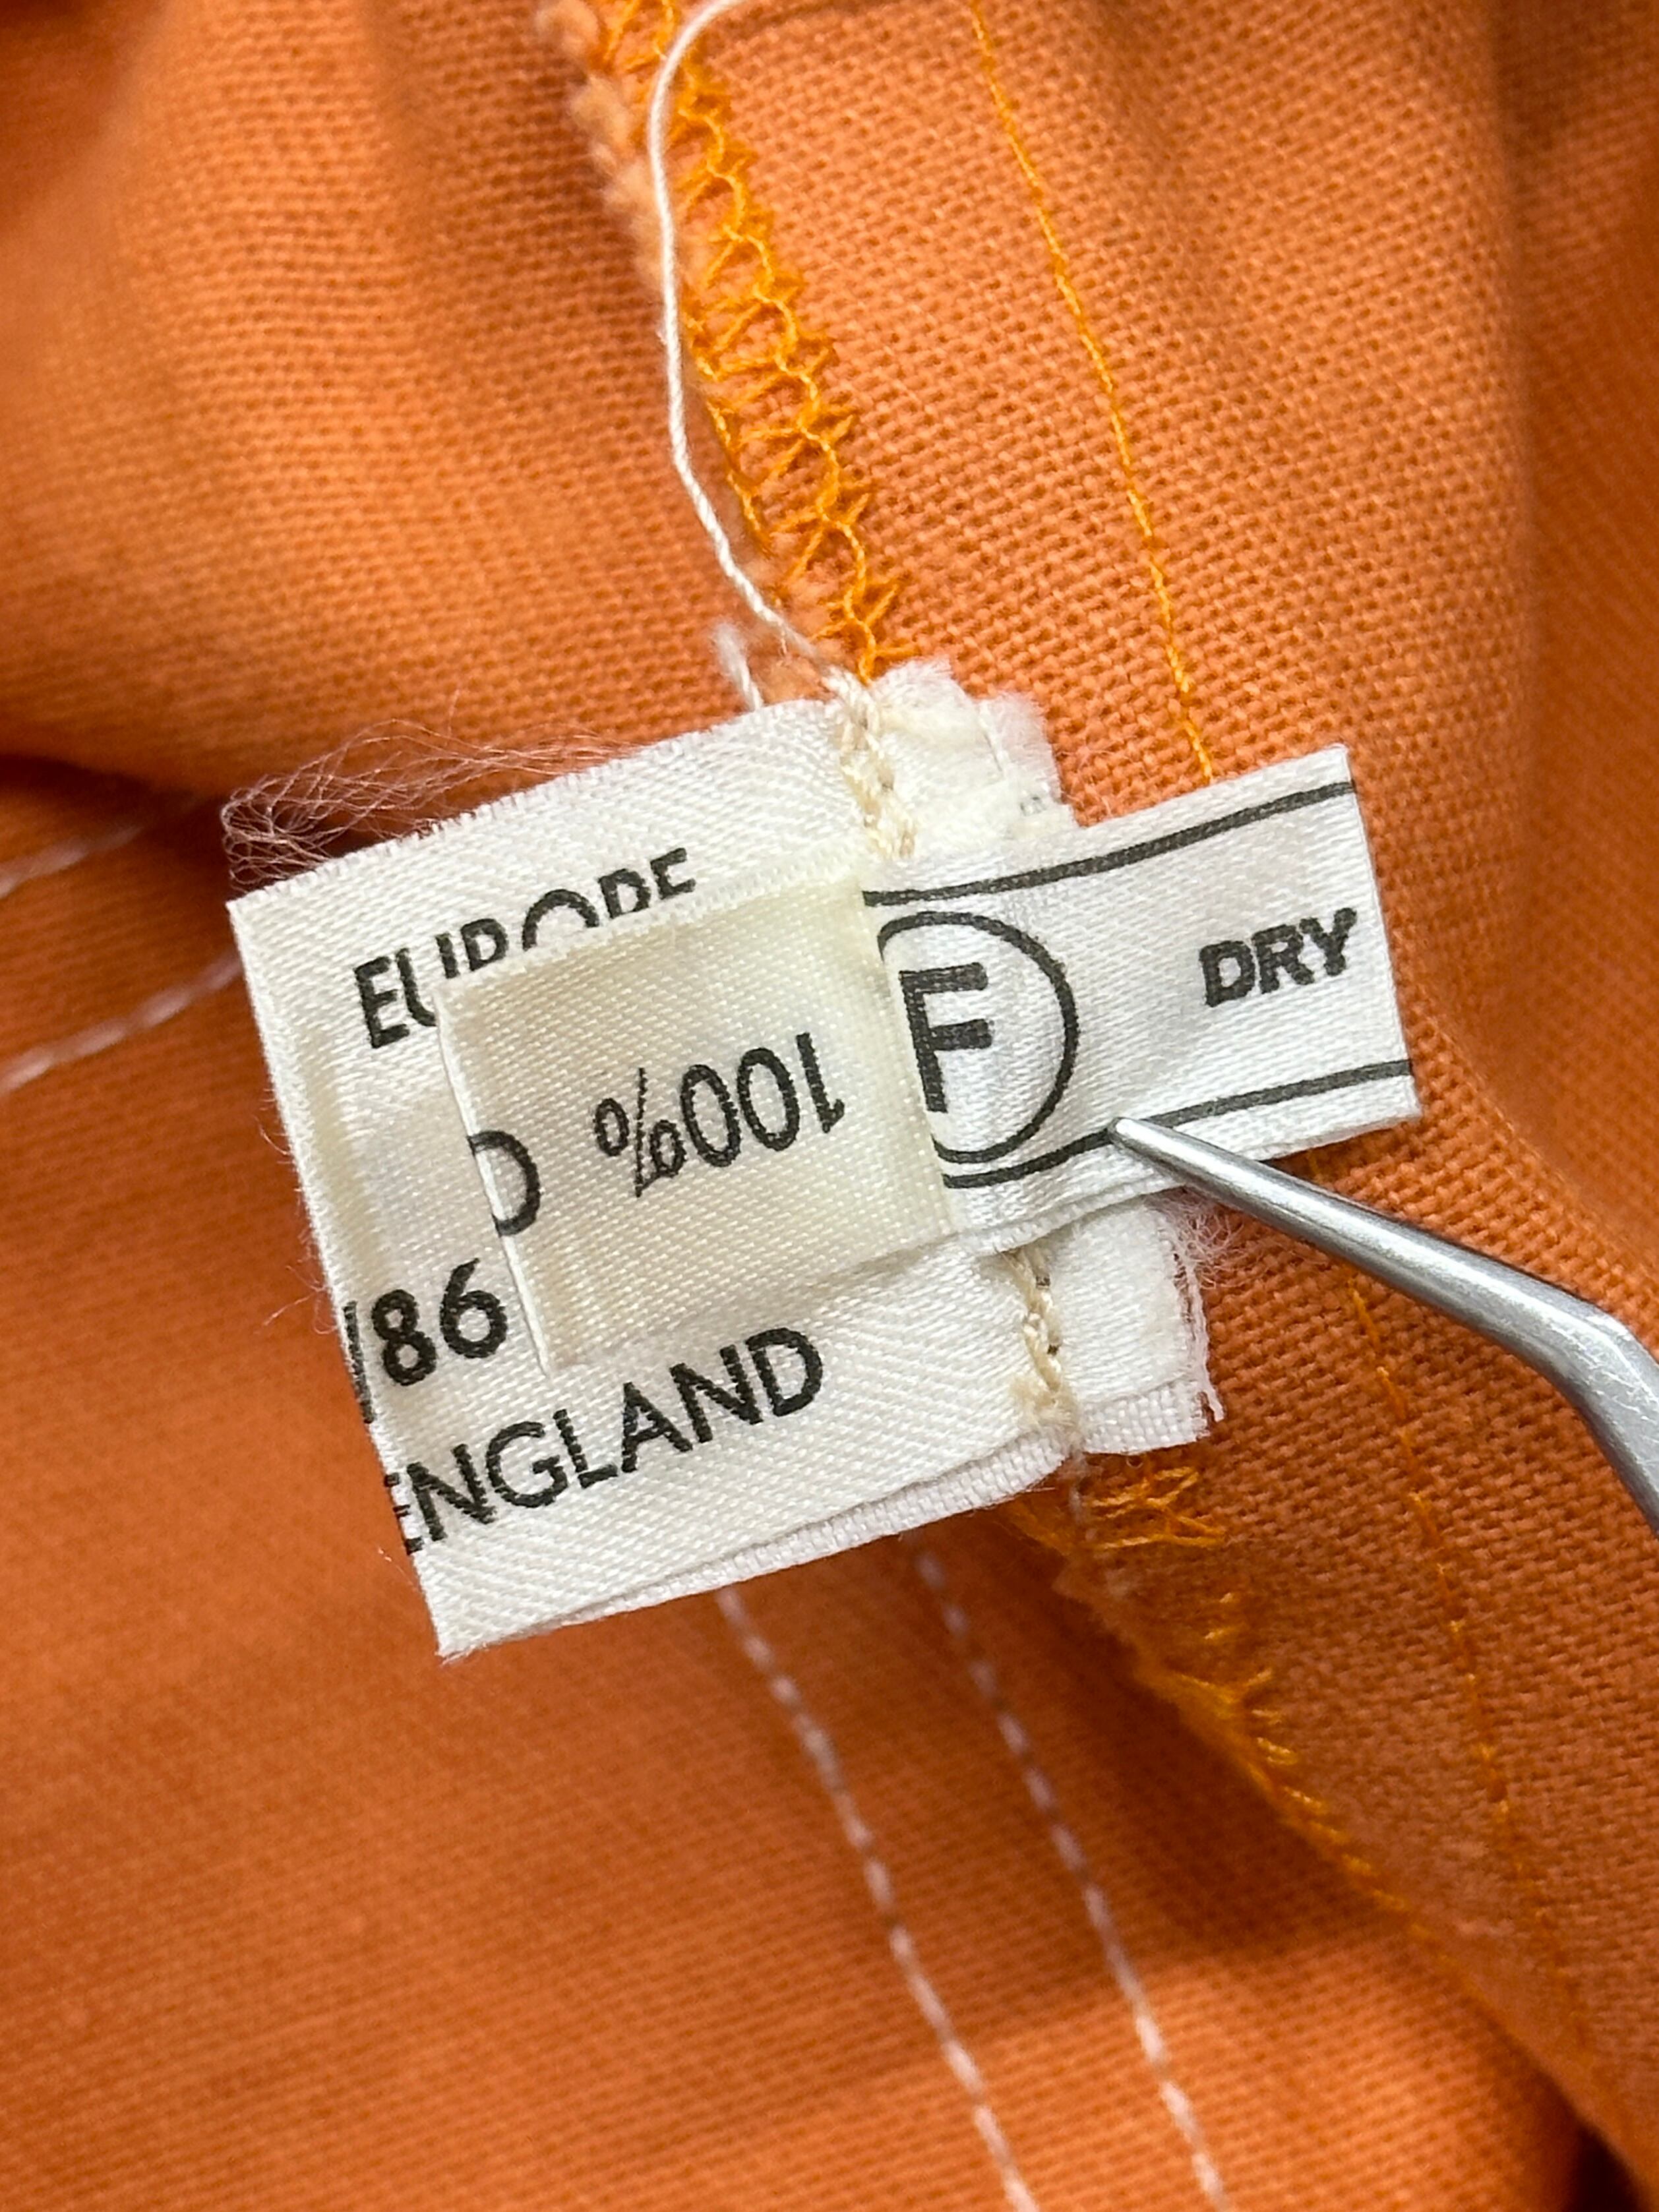 EUROPE
100%
F
DRY
/86
ENGLAND